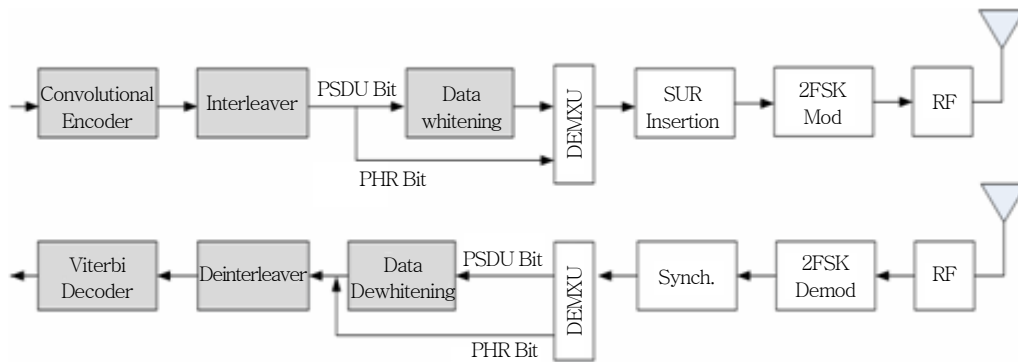 Convolutional
Encoder
Interleaver
PSDU Bit
PHR Bit
Data
whitening
DEMXU
SUR
Insertion
2FSK
Mod
RF
Viterbi
Decoder
Deinterleaver
Data
Dewhitening
PSDU Bit
PHR Bit
DEMXU
Synch.
2FSK
Demod
RF